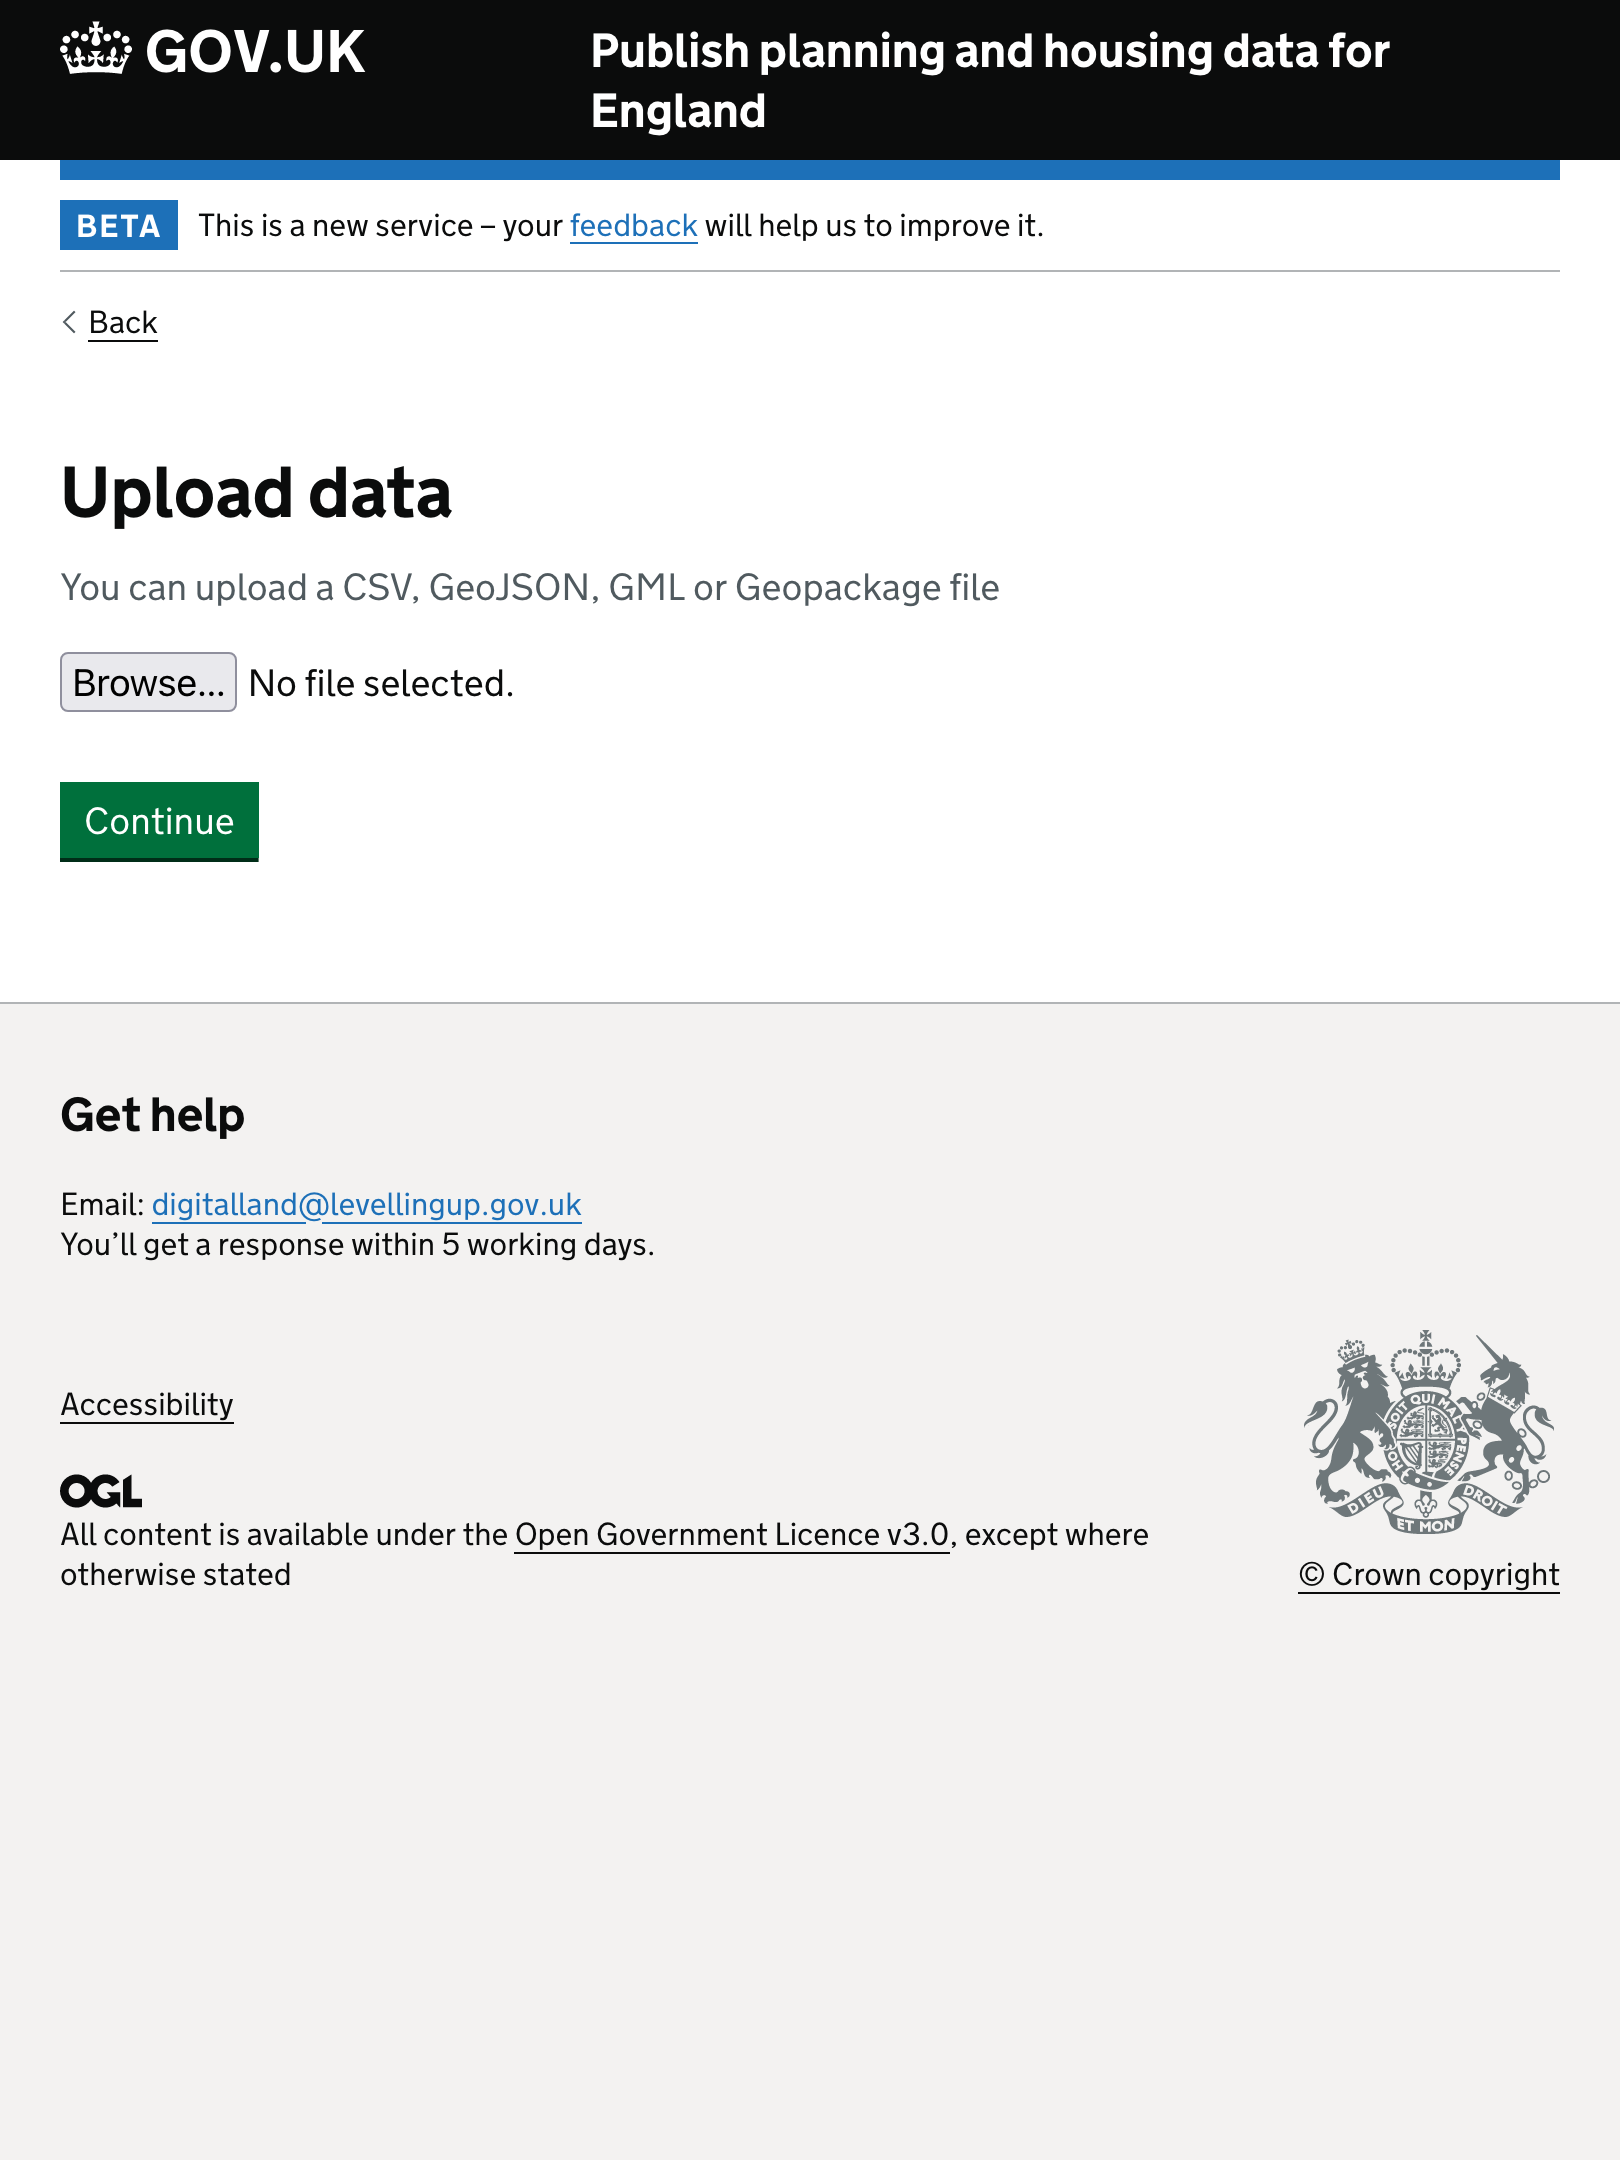 GOV.UK
Publish planning and housing data for
England
BETA This is a new service – your feedback will help us to improve it.
Back
Upload data
You can upload a CSV, GeoJSON, GML or Geopackage file
Browse... No file selected.
Continue
Get help
Email: digitalland@levellingup.gov.uk
You’ll get a response within 5 working days.
Accessibility
OGL
All content is available under the Open Government Licence v3.0, except where
otherwise stated
SOIT QUI MAL Y PENSE
DIEU ET MON DROIT
© Crown copyright